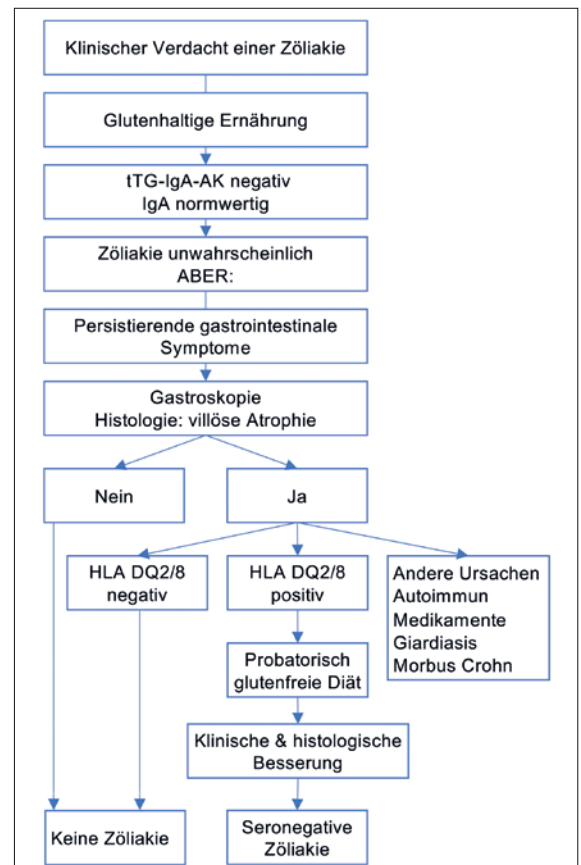 Klinischer Verdacht einer Zöliakie
Glutenhaltige Ernährung
tTG-IgA-AK negativ
IgA normwertig
Zöliakie unwahrscheinlich
ABER:
Persistierende gastrointestinale
Symptome
Gastroskopie
Histologie: villöse Atrophie
Nein
Ja
HLA DQ2/8
negativ
HLA DQ2/8
positiv
Andere Ursachen
Autoimmun
Medikamente
Giardiasis
Morbus Crohn
Probatorisch
glutenfreie Diät
Klinische & histologische
Besserung
Keine Zöliakie
Seronegative
Zöliakie